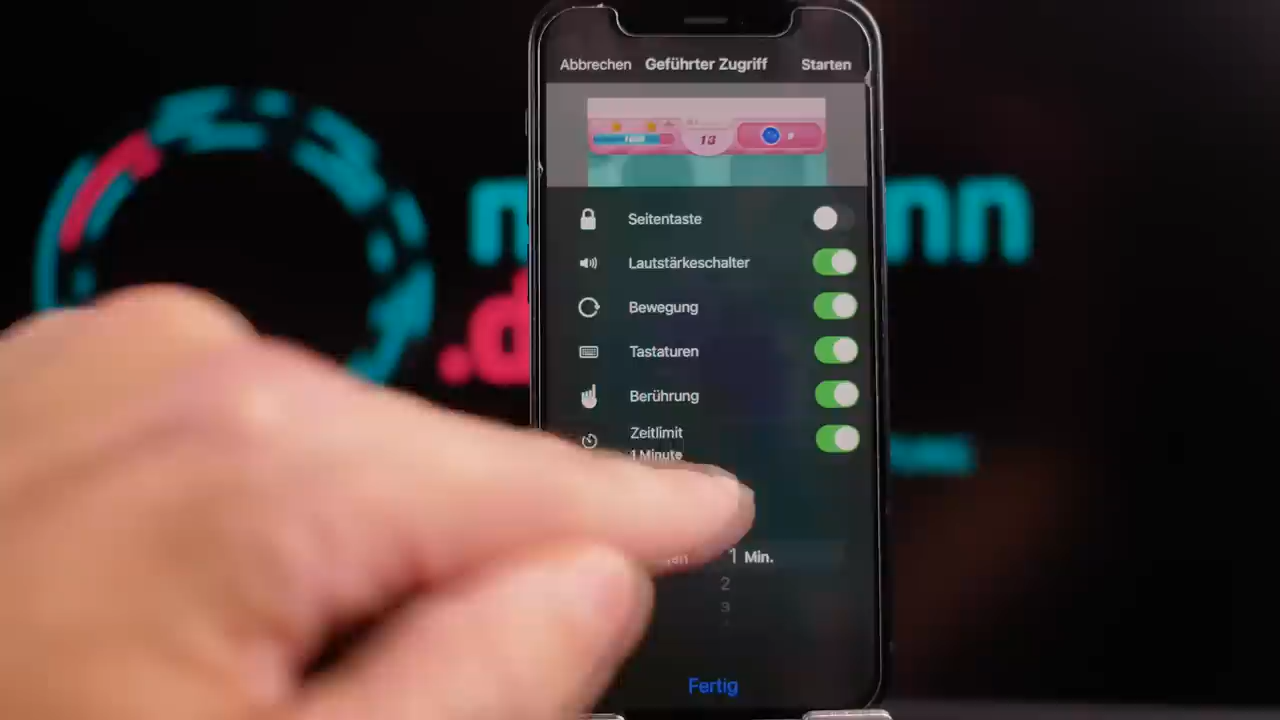 Abbrechen Geführter Zugriff Starten
13
Seitentaste
Lautstärkeschalter
Bewegung
Tastaturen
Berührung
Zeitlimit
1 Minute
1 Min.
2
3
Fertig